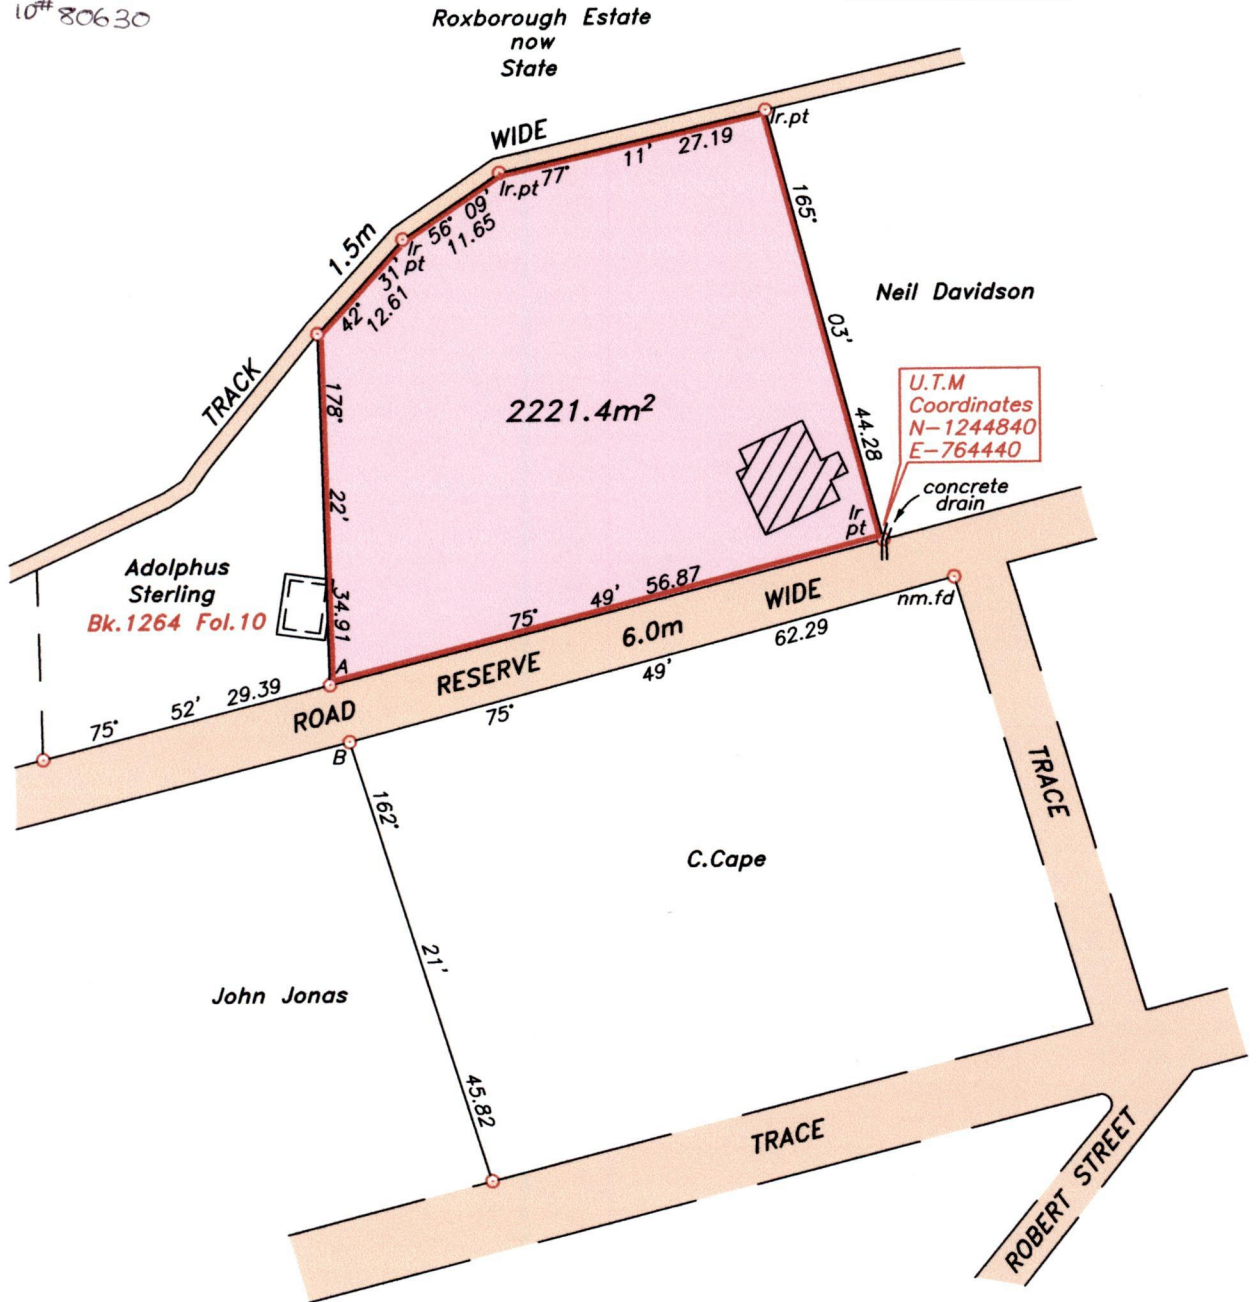 10# 80630
Roxborough Estate
now
State
WIDE
Ir.pt
77° 11' 27.19
Ir.pt
56° 09'
11.65
1.5m
Ir
pt
42° 31'
12.61
165° 03' 44.28
Neil Davidson
TRACK
178° 22' 34.91
2221.4m²
U.T.M
Coordinates
N-1244840
E-764440
concrete
drain
Ir
pt
Adolphus
Sterling
Bk.1264 Fol.10
75° 49' 56.87
A
ROAD RESERVE 6.0m WIDE
nm.fd
75° 52' 29.39
75° 49' 62.29
B
162° 21' 45.82
TRACE
C.Cape
John Jonas
TRACE
ROBERT STREET